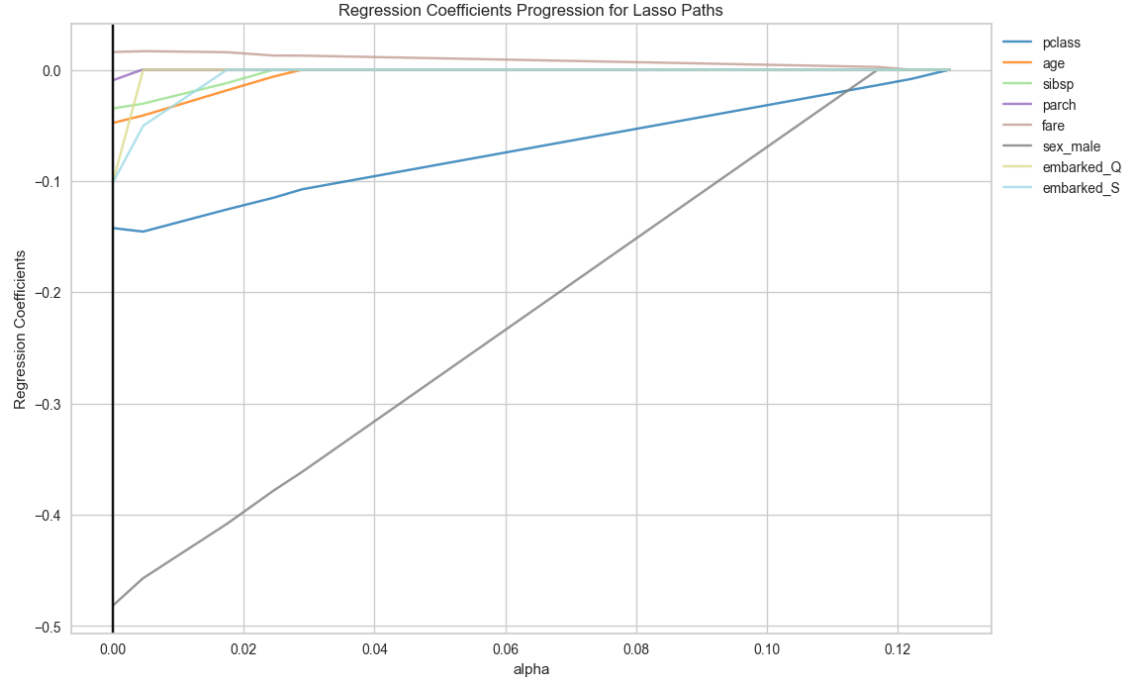 Regression Coefficients Progression for Lasso Paths
pclass
age
sibsp
parch
fare
sex_male
embarked_Q
embarked_S
Regression Coefficients
0.0
−0.1
−0.2
−0.3
−0.4
−0.5
0.00
0.02
0.04
0.06
0.08
0.10
0.12
alpha